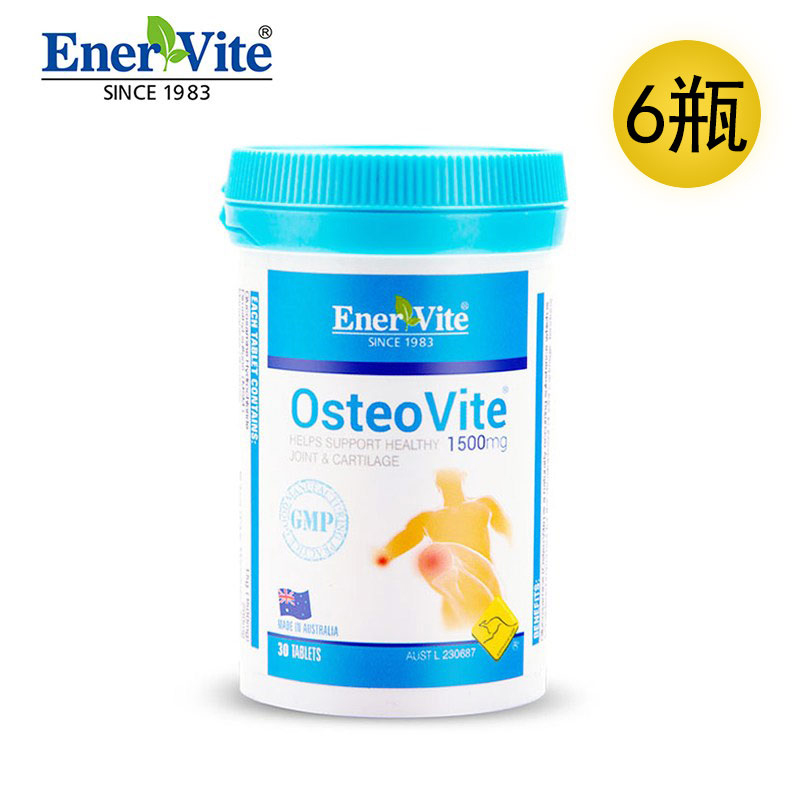 EnerVite®
SINCE 1983
6瓶
EnerVite®
SINCE 1983
OsteoVite®
HELPS SUPPORT HEALTHY 1500mg
JOINT & CARTILAGE
GMP
MADE IN AUSTRALIA
30 TABLETS
AUST L 230687
EACH TABLET CONTAINS:
BENEFITS: